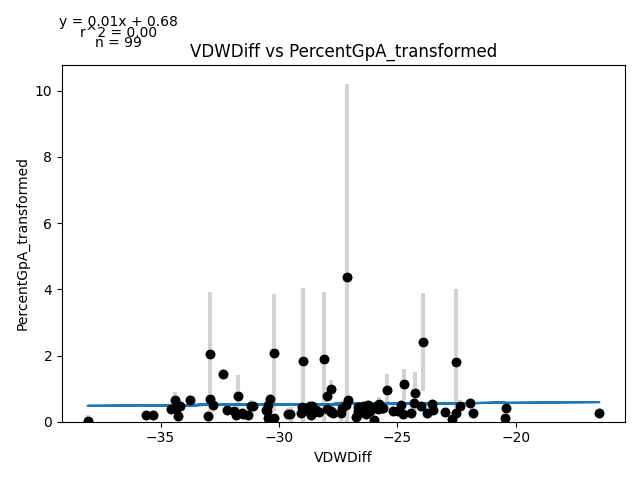 y = 0.01x + 0.68
r^2 = 0.00
n = 99
VDWDiff vs PercentGpA_transformed
PercentGpA_transformed
10
8
6
4
2
0
−35
−30
−25
−20
VDWDiff